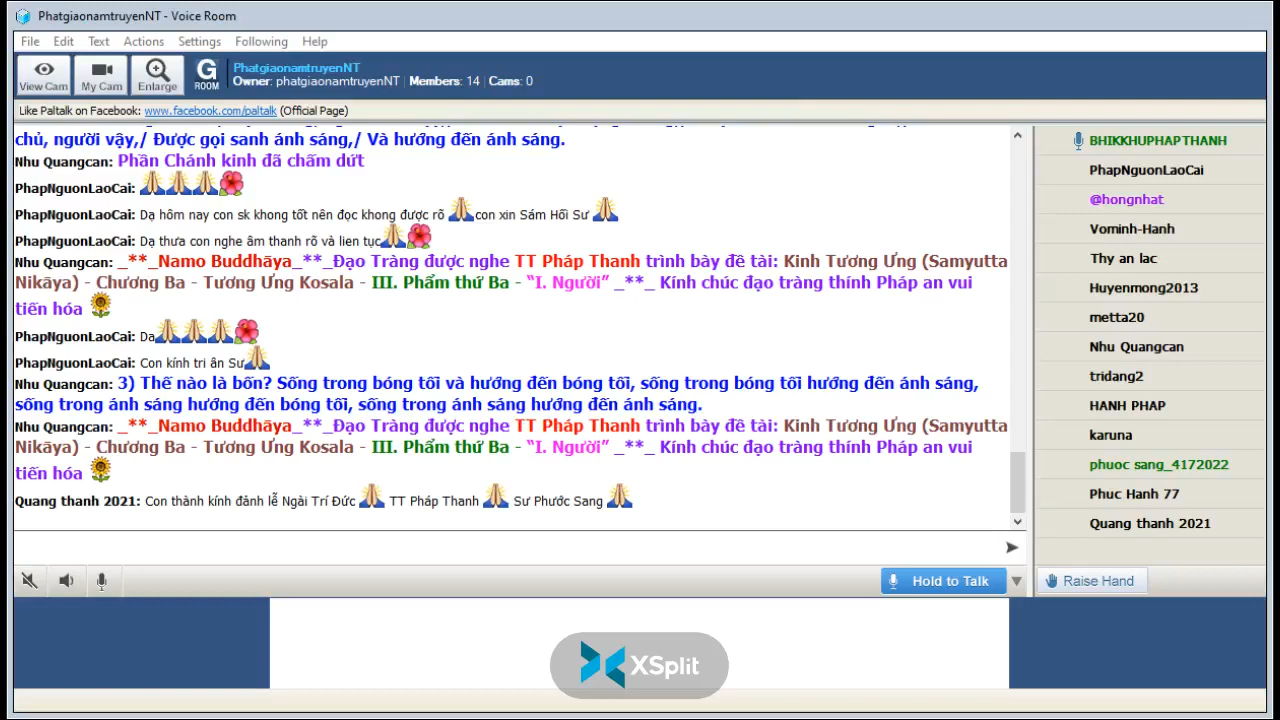 PhatgiaonamtruyenNT - Voice Room
File Edit Text Actions Settings Following Help
View Cam My Cam Enlarge G ROOM
PhatgiaonamtruyenNT
Owner: phatgiaonamtruyenNT | Members: 14 | Cams: 0
Like Paltalk on Facebook: www.facebook.com/paltalk (Official Page)
chủ, người vậy,/ Được gọi sanh ánh sáng,/ Và hướng đến ánh sáng.
Nhu Quangcan: Phần Chánh kinh đã chấm dứt
PhapNguonLaoCai:
PhapNguonLaoCai: Dạ hôm nay con sk khong tốt nên đọc khong được rõ con xin Sám Hối Sư
PhapNguonLaoCai: Dạ thưa con nghe âm thanh rõ và lien tục
Nhu Quangcan: _**_Namo Buddhāya_**_Đạo Tràng được nghe TT Pháp Thanh trình bày đề tài: Kinh Tương Ưng (Samyutta
Nikāya) - Chương Ba - Tương Ưng Kosala - III. Phẩm thứ Ba - “I. Người” _**_ Kính chúc đạo tràng thính Pháp an vui
tiến hóa
PhapNguonLaoCai: Da
PhapNguonLaoCai: Con kính tri ân Sư
Nhu Quangcan: 3) Thế nào là bốn? Sống trong bóng tối và hướng đến bóng tối, sống trong bóng tối hướng đến ánh sáng,
sống trong ánh sáng hướng đến bóng tối, sống trong ánh sáng hướng đến ánh sáng.
Nhu Quangcan: _**_Namo Buddhāya_**_Đạo Tràng được nghe TT Pháp Thanh trình bày đề tài: Kinh Tương Ưng (Samyutta
Nikāya) - Chương Ba - Tương Ưng Kosala - III. Phẩm thứ Ba - “I. Người” _**_ Kính chúc đạo tràng thính Pháp an vui
tiến hóa
Quang thanh 2021: Con thành kính đảnh lễ Ngài Trí Đức TT Pháp Thanh Sư Phước Sang
BHIKKHUPHAPTHANH
PhapNguonLaoCai
@hongnhat
Vominh-Hanh
Thy an lac
Huyenmong2013
metta20
Nhu Quangcan
tridang2
HANH PHAP
karuna
phuoc sang_4172022
Phuc Hanh 77
Quang thanh 2021
Hold to Talk
Raise Hand
XSplit